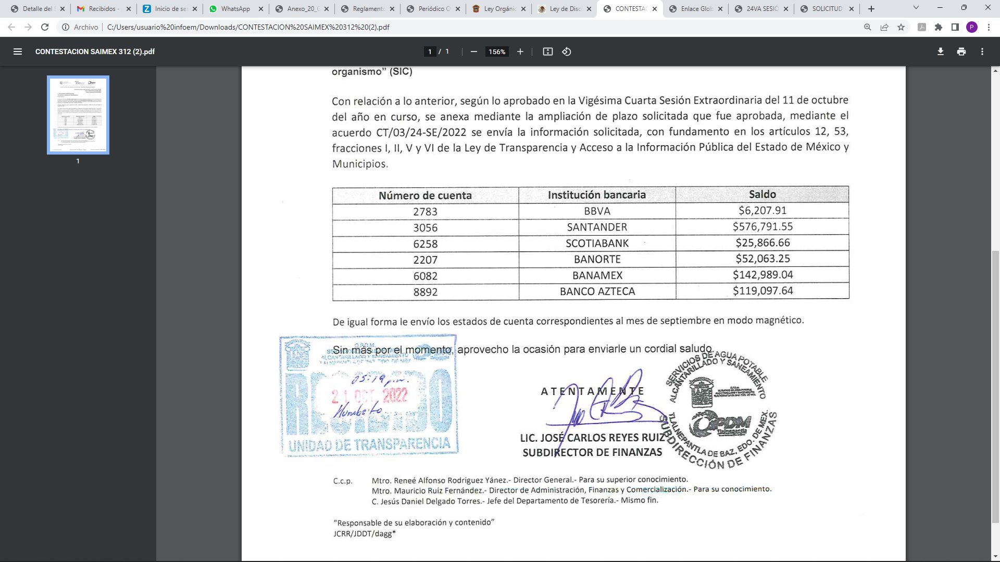 Detalle del S
Recibidos -
Inicio de se
WhatsApp
Anexo_20_
Reglamento
Periódico O
Ley Orgánic
Ley de Disci
CONTESTAC
Enlace Glob
24VA SESIÓ
SOLICITUD
Archivo
C:/Users/usuario%20infoem/Downloads/CONTESTACION%20SAIMEX%20312%20(2).pdf
P
CONTESTACION SAIMEX 312 (2).pdf
1 / 1
156%
1
organismo” (SIC)
Con relación a lo anterior, según lo aprobado en la Vigésima Cuarta Sesión Extraordinaria del 11 de octubre
del año en curso, se anexa mediante la ampliación de plazo solicitada que fue aprobada, mediante el
acuerdo CT/03/24-SE/2022 se envía la información solicitada, con fundamento en los artículos 12, 53,
fracciones I, II, V y VI de la Ley de Transparencia y Acceso a la Información Pública del Estado de México y
Municipios.
Número de cuenta Institución bancaria Saldo
2783 BBVA $6,207.91
3056 SANTANDER $576,791.55
6258 SCOTIABANK $25,866.66
2207 BANORTE $52,063.25
6082 BANAMEX $142,989.04
8892 BANCO AZTECA $119,097.64
De igual forma le envío los estados de cuenta correspondientes al mes de septiembre en modo magnético.
Sin más por el momento, aprovecho la ocasión para enviarle un cordial saludo.
O.P.D.M.
ALCANTARILLADO Y SANEAMIENTO
RECIBIDO
05:19 p.m.
21 OCT. 2022
Humberto
UNIDAD DE TRANSPARENCIA
ATENTAMENTE
LIC. JOSÉ CARLOS REYES RUIZ
SUBDIRECTOR DE FINANZAS
SERVICIOS DE AGUA POTABLE
ALCANTARILLADO Y SANEAMIENTO
OPDM
Tlalnepantla
TLALNEPANTLA DE BAZ, EDO. DE MEX.
SUBDIRECCIÓN DE FINANZAS
C.c.p. Mtro. Reneé Alfonso Rodríguez Yánez.- Director General.- Para su superior conocimiento.
Mtro. Mauricio Ruíz Fernández.- Director de Administración, Finanzas y Comercialización.- Para su conocimiento.
C. Jesús Daniel Delgado Torres.- Jefe del Departamento de Tesorería.- Mismo fin.
“Responsable de su elaboración y contenido”
JCRR/JDDT/dagg*